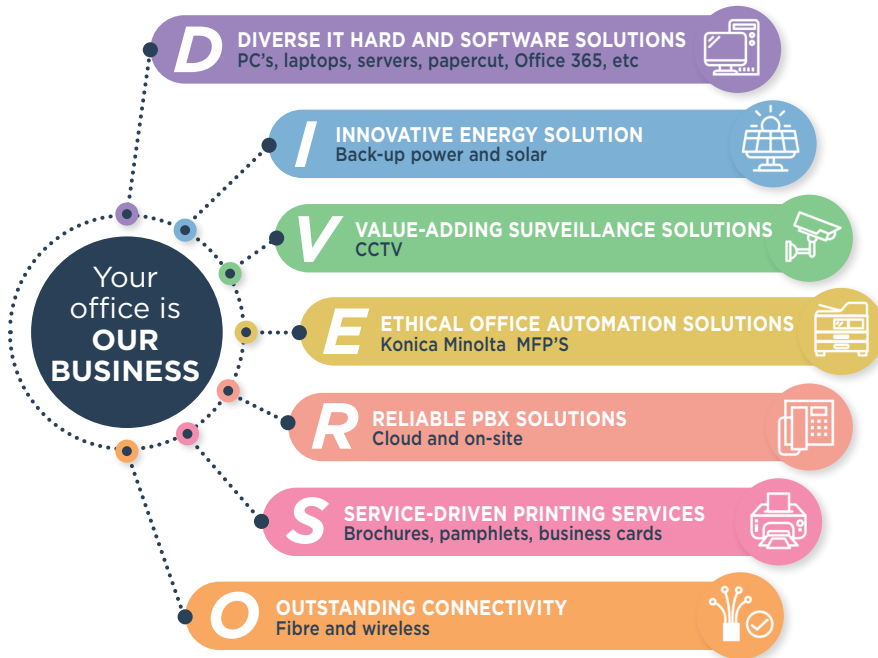 D
DIVERSE IT HARD AND SOFTWARE SOLUTIONS
PC's, laptops, servers, papercut, Office 365, etc
I
INNOVATIVE ENERGY SOLUTION
Back-up power and solar
V
VALUE-ADDING SURVEILLANCE SOLUTIONS
CCTV
Your
office is
OUR
BUSINESS
E
ETHICAL OFFICE AUTOMATION SOLUTIONS
Konica Minolta MFP'S
R
RELIABLE PBX SOLUTIONS
Cloud and on-site
S
SERVICE-DRIVEN PRINTING SERVICES
Brochures, pamphlets, business cards
O
OUTSTANDING CONNECTIVITY
Fibre and wireless